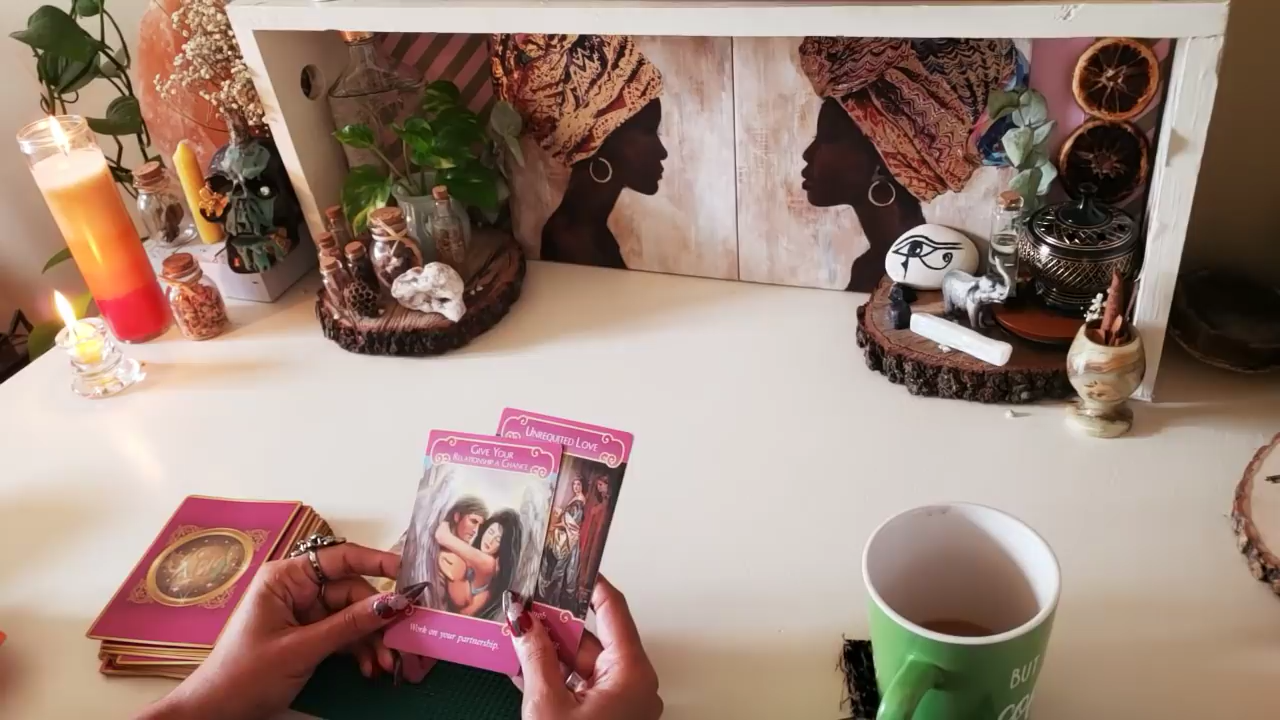 UNREQUITED LOVE
GIVE YOUR
RELATIONSHIP A CHANCE
Work on your partnership.
BUT